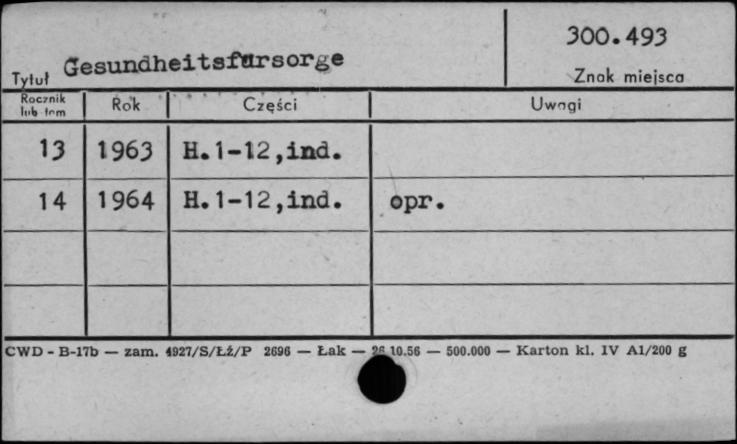 300.493
Tytuł Gesundheitsfürsorge
Znak miejsca
Rocznik lub tom Rok Części Uwagi
13 1963 H.1-12,ind.
14 1964 H.1-12,ind. opr.
CWD - B-17b — zam. 4927/S/Łź/P 2696 — Łak — 26.10.56 — 500.000 — Karton kl. IV A1/200 g